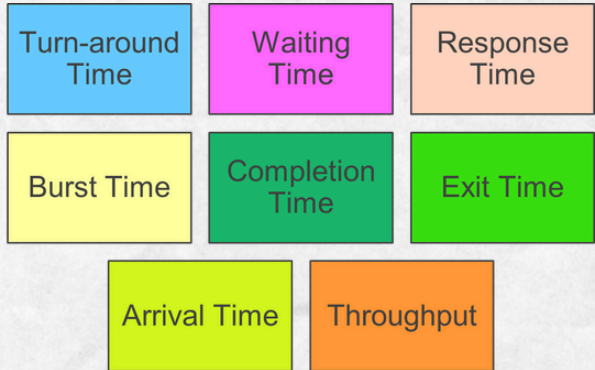 Turn-around
Time
Waiting
Time
Response
Time
Burst Time
Completion
Time
Exit Time
Arrival Time
Throughput